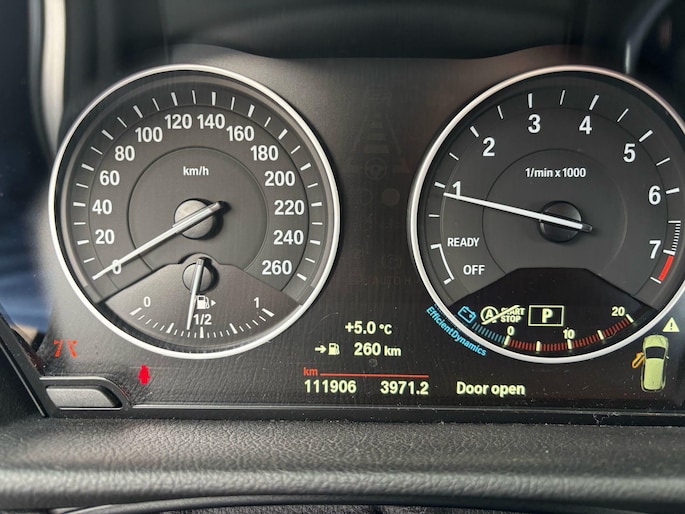 0
20
40
60
80
100
120
140
160
180
200
220
240
260
km/h
0
1/2
1
1
2
3
4
5
6
7
1/min x 1000
READY
OFF
EfficientDynamics
A START
STOP
P
0
10
20
+5.0 °C
260 km
km
111906 3971.2
Door open